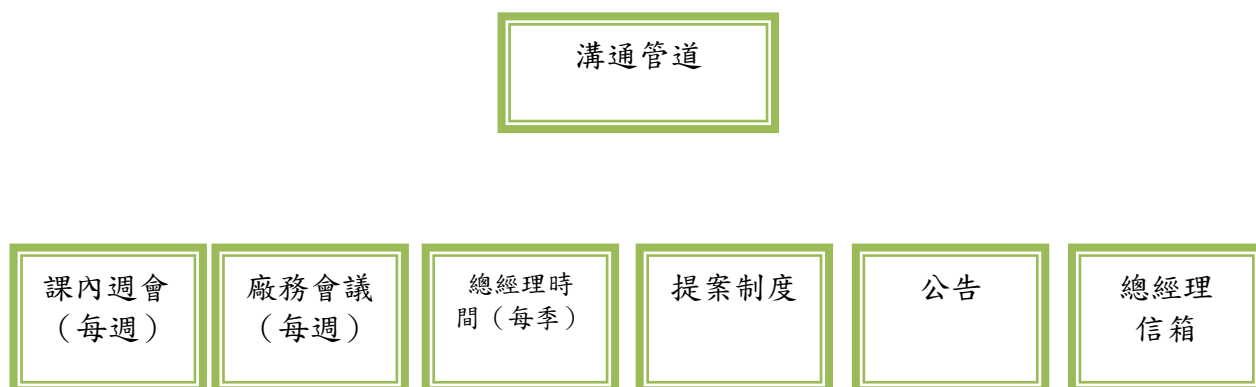 溝通管道
課內週會
（每週）
廠務會議
（每週）
總經理時
間（每季）
提案制度
公告
總經理
信箱